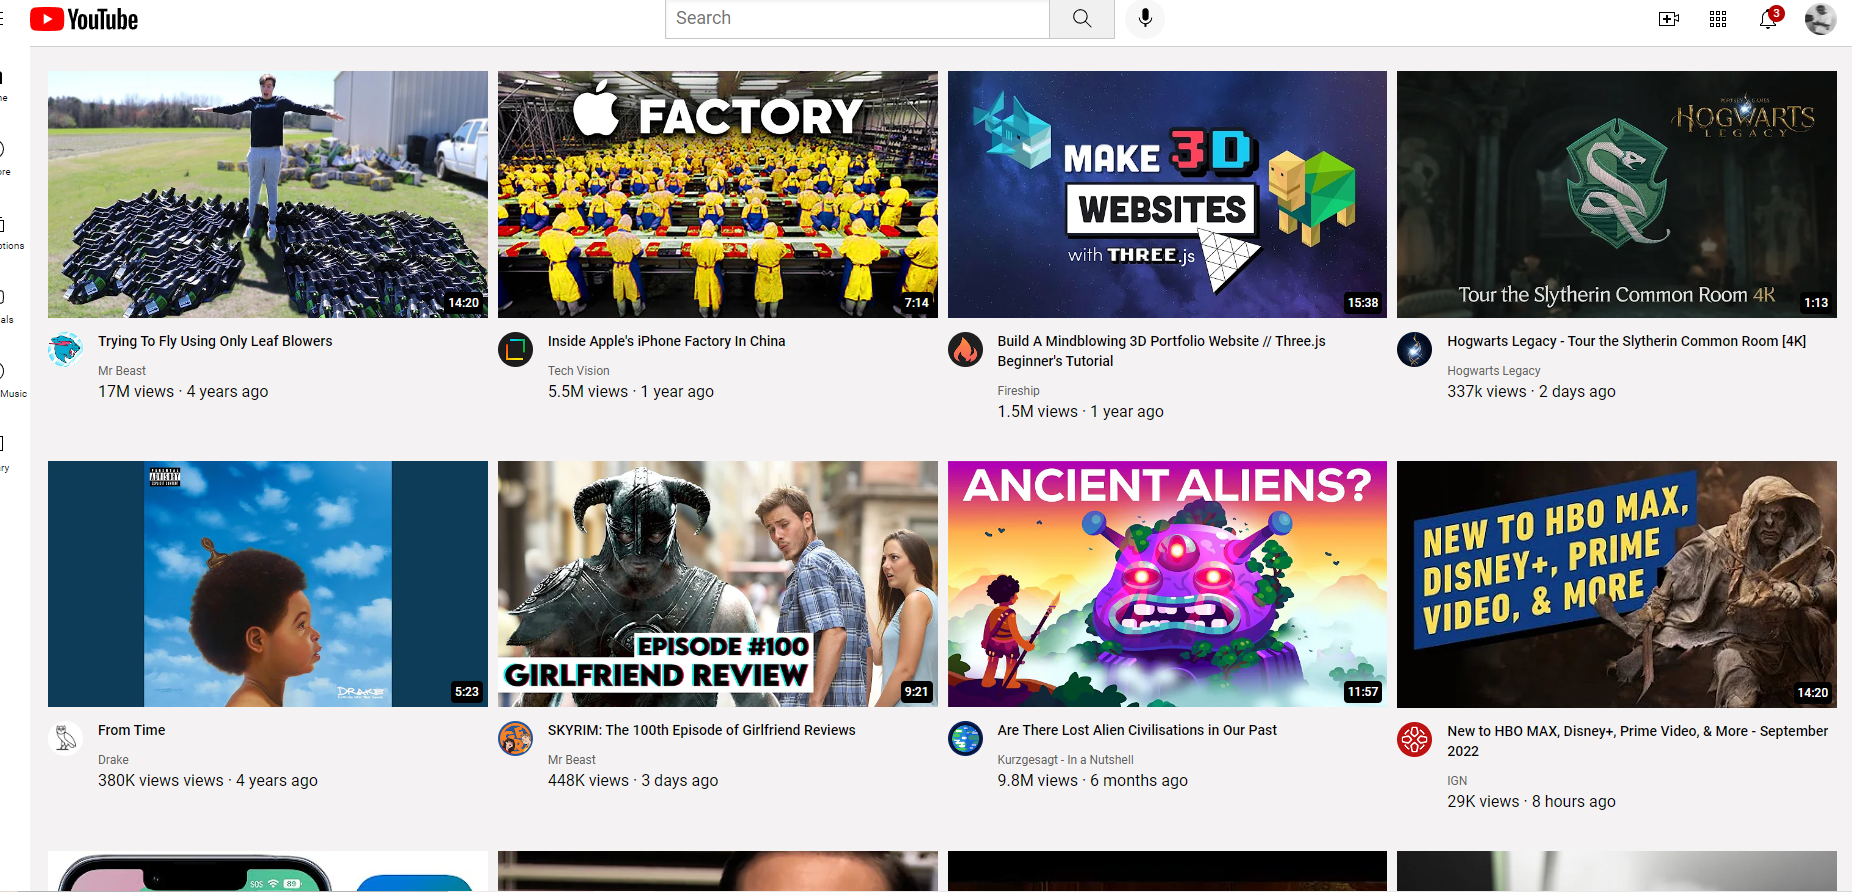 YouTube
Search
3
me
ore
ptions
als
Music
ary
14:20
FACTORY
7:14
MAKE 3D
WEBSITES
with THREE.js
15:38
PORTKEY GAMES
HOGWARTS
LEGACY
Tour the Slytherin Common Room 4K
1:13
Trying To Fly Using Only Leaf Blowers
Mr Beast
17M views · 4 years ago
Inside Apple's iPhone Factory In China
Tech Vision
5.5M views · 1 year ago
Build A Mindblowing 3D Portfolio Website // Three.js
Beginner's Tutorial
Fireship
1.5M views · 1 year ago
Hogwarts Legacy - Tour the Slytherin Common Room [4K]
Hogwarts Legacy
337k views · 2 days ago
PARENTAL
ADVISORY
EXPLICIT CONTENT
DRAKE
5:23
EPISODE #100
GIRLFRIEND REVIEW
9:21
ANCIENT ALIENS?
11:57
NEW TO HBO MAX,
DISNEY+, PRIME
VIDEO, & MORE
14:20
From Time
Drake
380K views views · 4 years ago
SKYRIM: The 100th Episode of Girlfriend Reviews
Mr Beast
448K views · 3 days ago
Are There Lost Alien Civilisations in Our Past
Kurzgesagt - In a Nutshell
9.8M views · 6 months ago
New to HBO MAX, Disney+, Prime Video, & More - September
2022
IGN
29K views · 8 hours ago
SOS 89